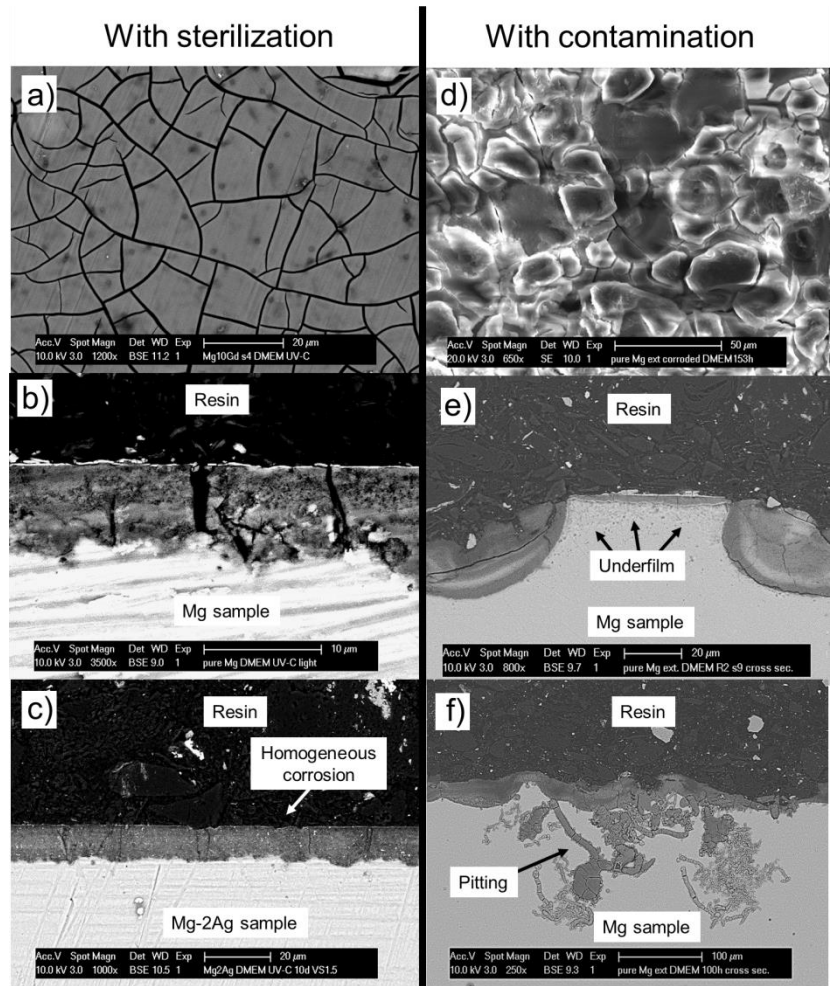 With sterilization
With contamination
a)
Acc.V Spot Magn Det WD Exp 20 µm
10.0 kV 3.0 1200x BSE 11.2 1 Mg10Gd s4 DMEM UV-C
d)
Acc.V Spot Magn Det WD Exp 50 µm
20.0 kV 3.0 650x SE 10.0 1 pure Mg ext corroded DMEM153h
b)
Resin
Mg sample
Acc.V Spot Magn Det WD Exp 10 µm
10.0 kV 3.0 3500x BSE 9.0 1 pure Mg DMEM UV-C light
e)
Resin
Underfilm
Mg sample
Acc.V Spot Magn Det WD Exp 20 µm
10.0 kV 3.0 800x BSE 9.7 1 pure Mg ext. DMEM R2 s9 cross sec.
c)
Resin
Homogeneous
corrosion
Mg-2Ag sample
Acc.V Spot Magn Det WD Exp 20 µm
10.0 kV 3.0 1000x BSE 10.5 1 Mg2Ag DMEM UV-C 10d VS1.5
f)
Resin
Pitting
Mg sample
Acc.V Spot Magn Det WD Exp 100 µm
10.0 kV 3.0 250x BSE 9.3 1 pure Mg ext DMEM 100h cross sec.